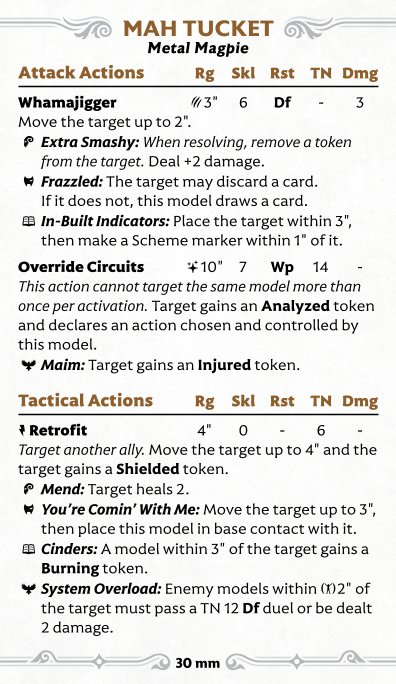 MAH TUCKET
Metal Magpie
Attack Actions Rg Skl Rst TN Dmg
Whamajigger 3" 6 Df - 3
Move the target up to 2".
Extra Smashy: When resolving, remove a token
from the target. Deal +2 damage.
Frazzled: The target may discard a card.
If it does not, this model draws a card.
In-Built Indicators: Place the target within 3",
then make a Scheme marker within 1" of it.
Override Circuits 10" 7 Wp 14 -
This action cannot target the same model more than
once per activation. Target gains an Analyzed token
and declares an action chosen and controlled by
this model.
Maim: Target gains an Injured token.
Tactical Actions Rg Skl Rst TN Dmg
Retrofit 4" 0 - 6 -
Target another ally. Move the target up to 4" and the
target gains a Shielded token.
Mend: Target heals 2.
You're Comin' With Me: Move the target up to 3",
then place this model in base contact with it.
Cinders: A model within 3" of the target gains a
Burning token.
System Overload: Enemy models within 2" of
the target must pass a TN 12 Df duel or be dealt
2 damage.
30 mm